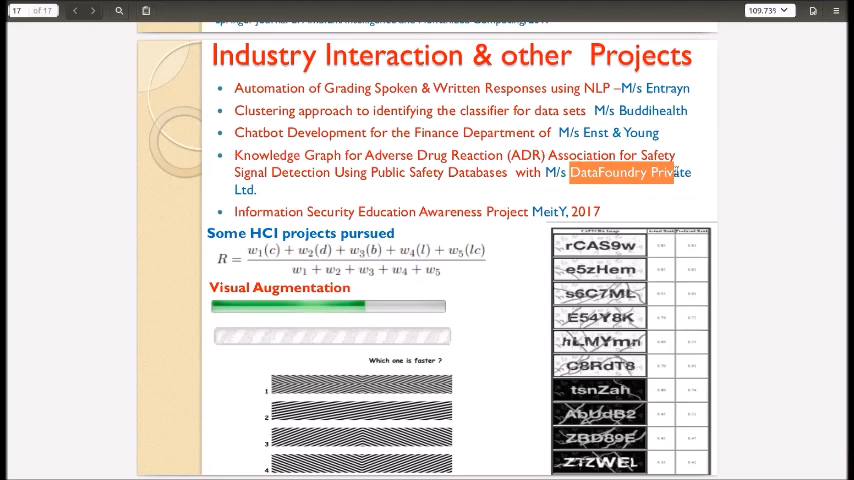 17 of 17
109.73%
Industry Interaction & other Projects
• Automation of Grading Spoken & Written Responses using NLP –M/s Entrayn
• Clustering approach to identifying the classifier for data sets M/s Buddihealth
• Chatbot Development for the Finance Department of M/s Enst & Young
• Knowledge Graph for Adverse Drug Reaction (ADR) Association for Safety
Signal Detection Using Public Safety Databases with M/s DataFoundry Private
Ltd.
• Information Security Education Awareness Project MeitY, 2017
Some HCI projects pursued
R = w1(c) + w2(d) + w3(b) + w4(l) + w5(lc)
w1 + w2 + w3 + w4 + w5
Visual Augmentation
Which one is faster ?
1
2
3
4
rCAS9w
e5zHem
s6C7ML
E54Y8K
hLMYmn
C8RdT8
tsnZah
AbUdB2
ZBD89E
ZTZWEL